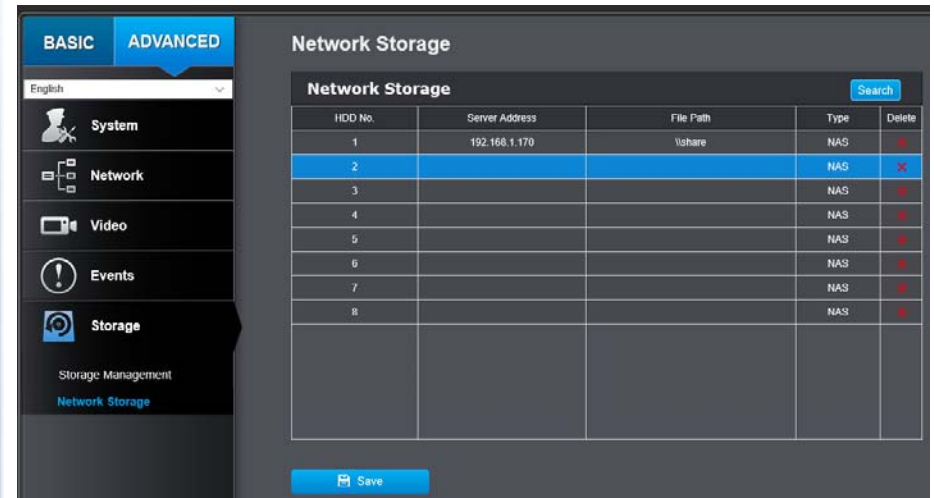 BASIC ADVANCED
English
System
Network
Video
Events
Storage
Storage Management
Network Storage
Network Storage
Network Storage Search
HDD No. Server Address File Path Type Delete
1 192.168.1.170 \\share NAS
2 NAS
3 NAS
4 NAS
5 NAS
6 NAS
7 NAS
8 NAS
Save